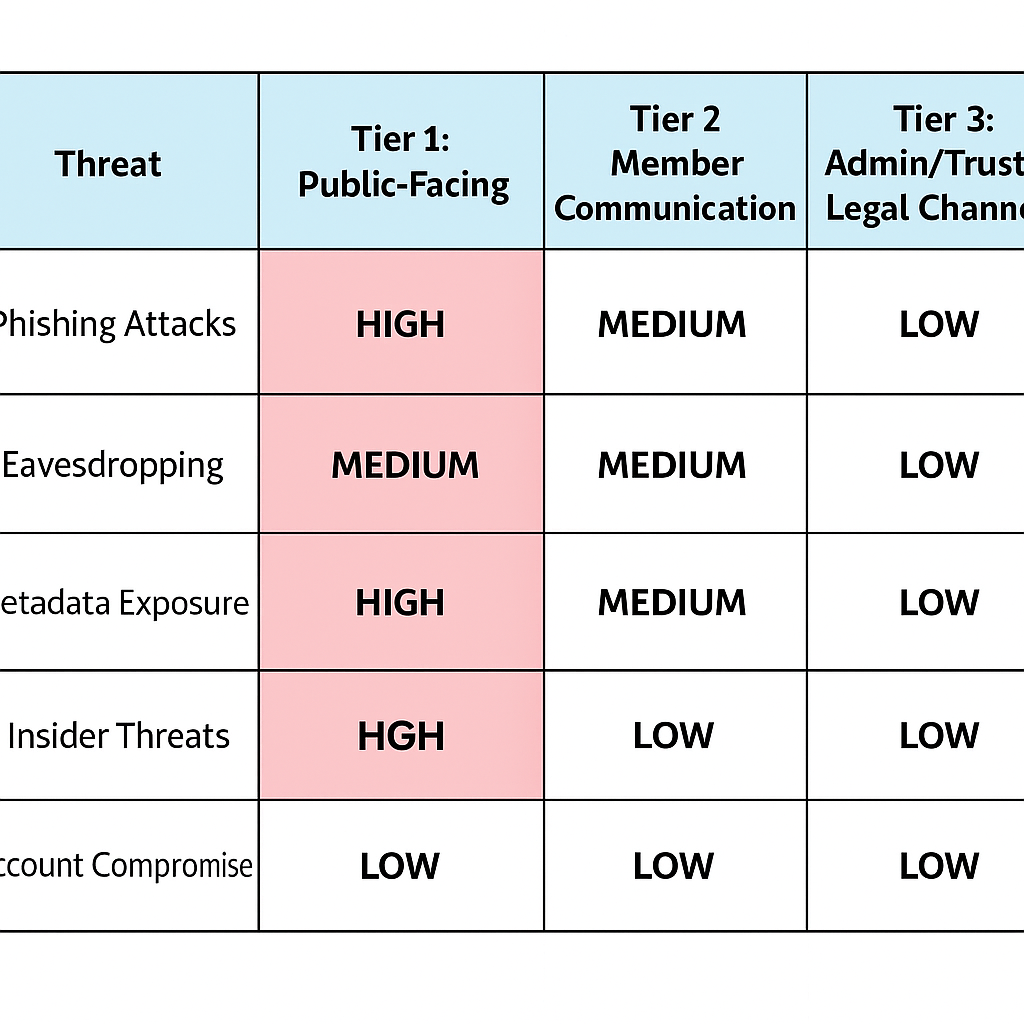 Threat
Tier 1:
Public-Facing
Tier 2
Member
Communication
Tier 3:
Admin/Trust
Legal Channe
Phishing Attacks
HIGH
MEDIUM
LOW
Eavesdropping
MEDIUM
MEDIUM
LOW
etadata Exposure
HIGH
MEDIUM
LOW
Insider Threats
HGH
LOW
LOW
ccount Compromise
LOW
LOW
LOW